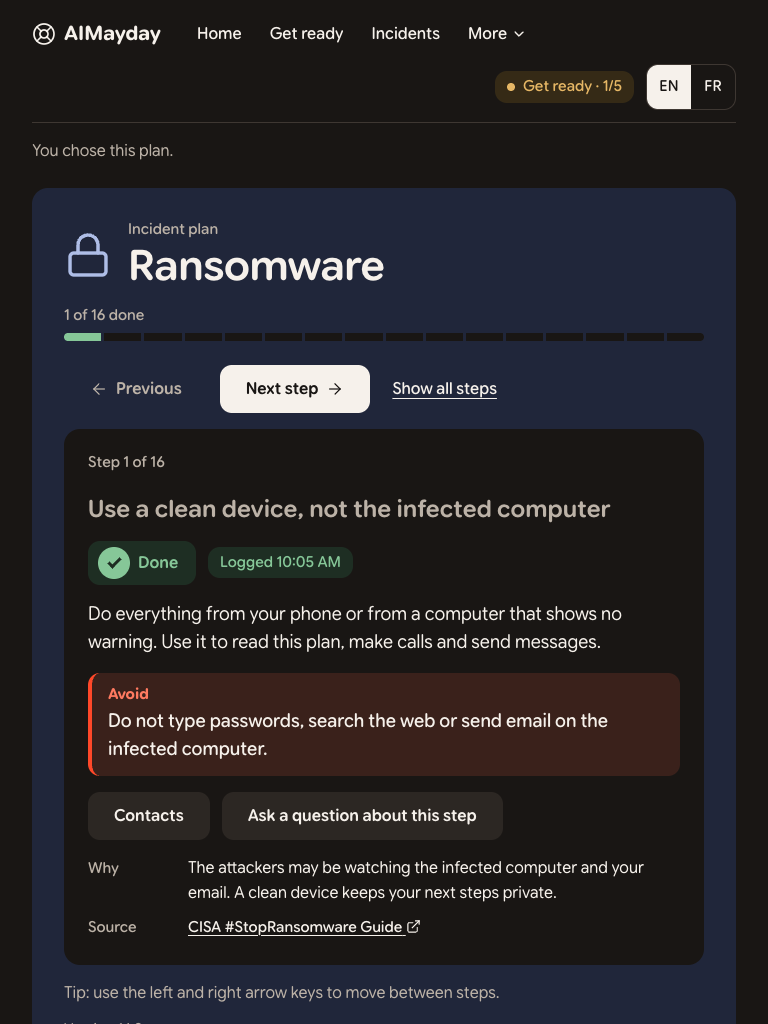 AIMayday
Home
Get ready
Incidents
More
Get ready · 1/5
EN
FR
You chose this plan.
Incident plan
Ransomware
1 of 16 done
Previous
Next step
Show all steps
Step 1 of 16
Use a clean device, not the infected computer
Done
Logged 10:05 AM
Do everything from your phone or from a computer that shows no
warning. Use it to read this plan, make calls and send messages.
Avoid
Do not type passwords, search the web or send email on the
infected computer.
Contacts
Ask a question about this step
Why
The attackers may be watching the infected computer and your
email. A clean device keeps your next steps private.
Source
CISA #StopRansomware Guide
Tip: use the left and right arrow keys to move between steps.